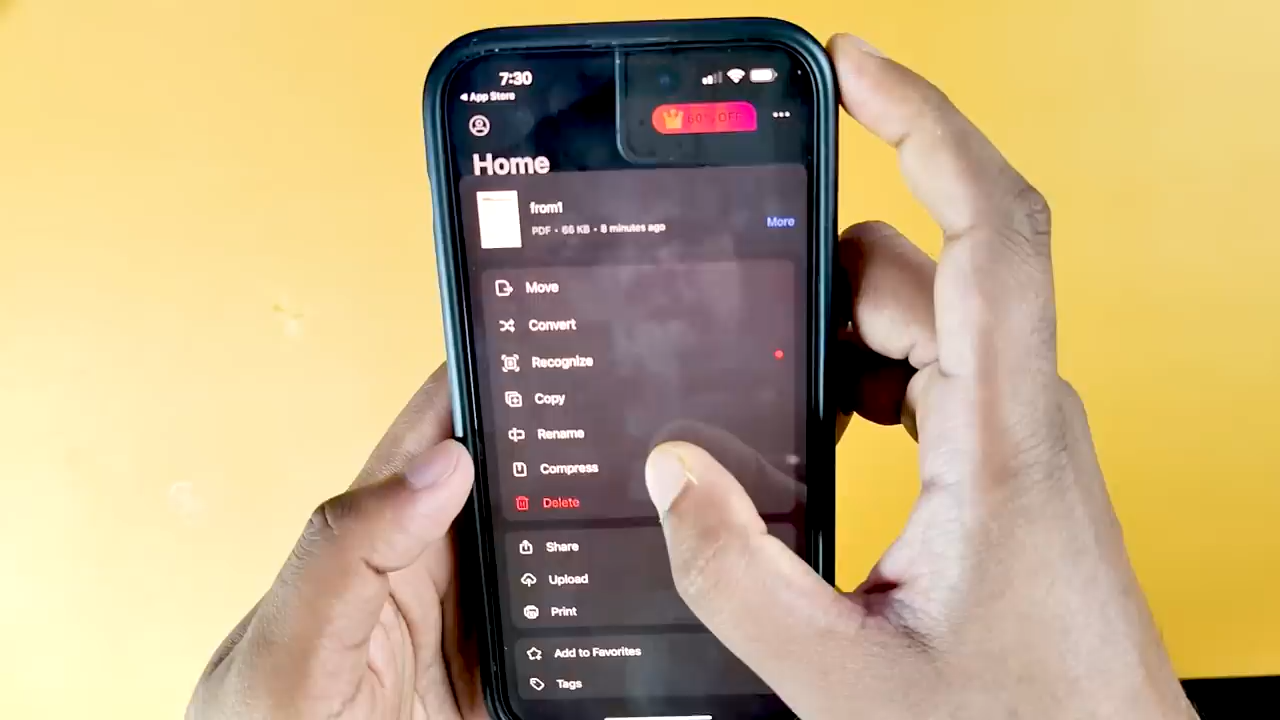 7:30
◀ App Store
60% OFF
Home
from1
PDF • 66 KB • 8 minutes ago
More
Move
Convert
Recognize
Copy
Rename
Compress
Delete
Share
Upload
Print
Add to Favorites
Tags